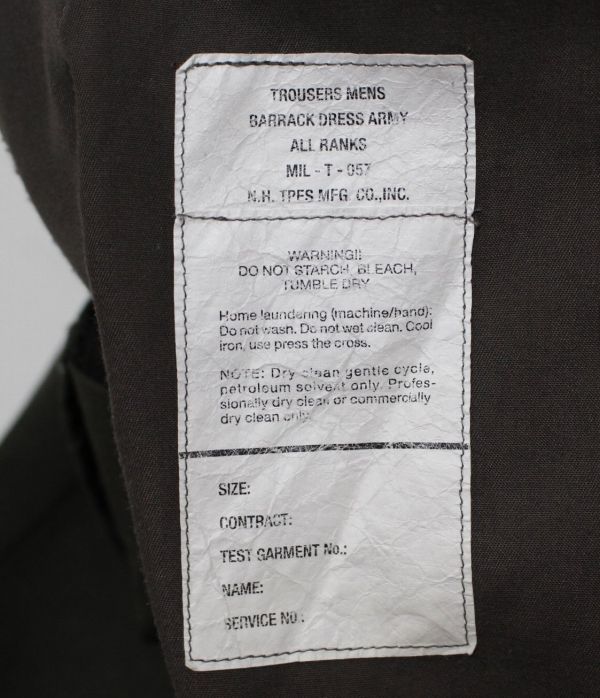 TROUSERS MENS
BARRACK DRESS ARMY
ALL RANKS
MIL - T - 057
N.H. TPES MFG. CO.,INC.
WARNING!!
DO NOT STARCH, BLEACH,
TUMBLE DRY
Home laundering (machine/hand):
Do not wash. Do not wet clean. Cool
iron, use press the cross.
NOTE: Dry clean gentle cycle,
petroleum solvent only. Profes-
sionally dry clean or commercially
dry clean only.
SIZE:
CONTRACT:
TEST GARMENT No.:
NAME:
SERVICE No.: